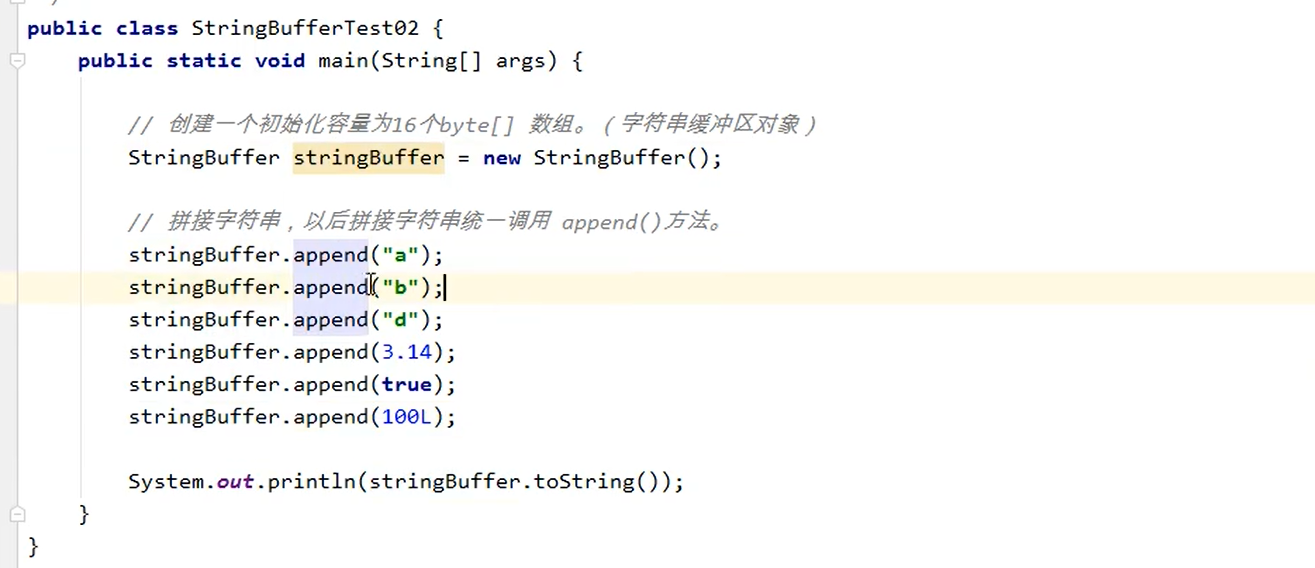 public class StringBufferTest02 {
public static void main(String[] args) {
// 创建一个初始化容量为16个byte[] 数组。(字符串缓冲区对象)
StringBuffer stringBuffer = new StringBuffer();
// 拼接字符串,以后拼接字符串统一调用 append()方法。
stringBuffer.append("a");
stringBuffer.append("b");
stringBuffer.append("d");
stringBuffer.append(3.14);
stringBuffer.append(true);
stringBuffer.append(100L);
System.out.println(stringBuffer.toString());
}
}